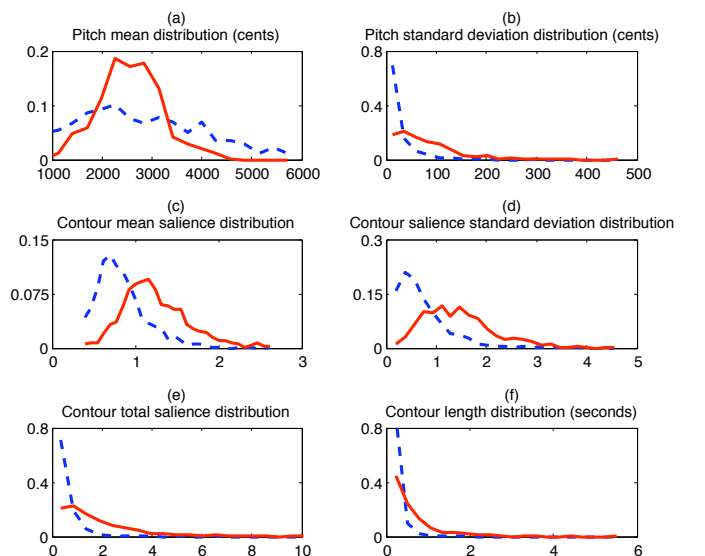 (a)
Pitch mean distribution (cents)
0.2
0.1
0
1000 2000 3000 4000 5000 6000
(b)
Pitch standard deviation distribution (cents)
0.8
0.4
0
0 100 200 300 400 500
(c)
Contour mean salience distribution
0.15
0.075
0
0 1 2 3
(d)
Contour salience standard deviation distribution
0.3
0.15
0
0 1 2 3 4 5
(e)
Contour total salience distribution
0.8
0.4
0
0 2 4 6 8 10
(f)
Contour length distribution (seconds)
0.8
0.4
0
0 2 4 6